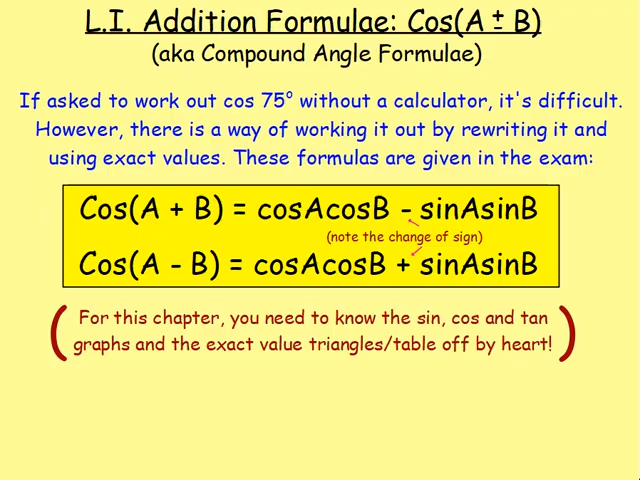 L.I. Addition Formulae: Cos(A ± B)
(aka Compound Angle Formulae)
If asked to work out cos 75° without a calculator, it's difficult.
However, there is a way of working it out by rewriting it and
using exact values. These formulas are given in the exam:
Cos(A + B) = cosAcosB - sinAsinB
(note the change of sign)
Cos(A - B) = cosAcosB + sinAsinB
(For this chapter, you need to know the sin, cos and tan
graphs and the exact value triangles/table off by heart!)